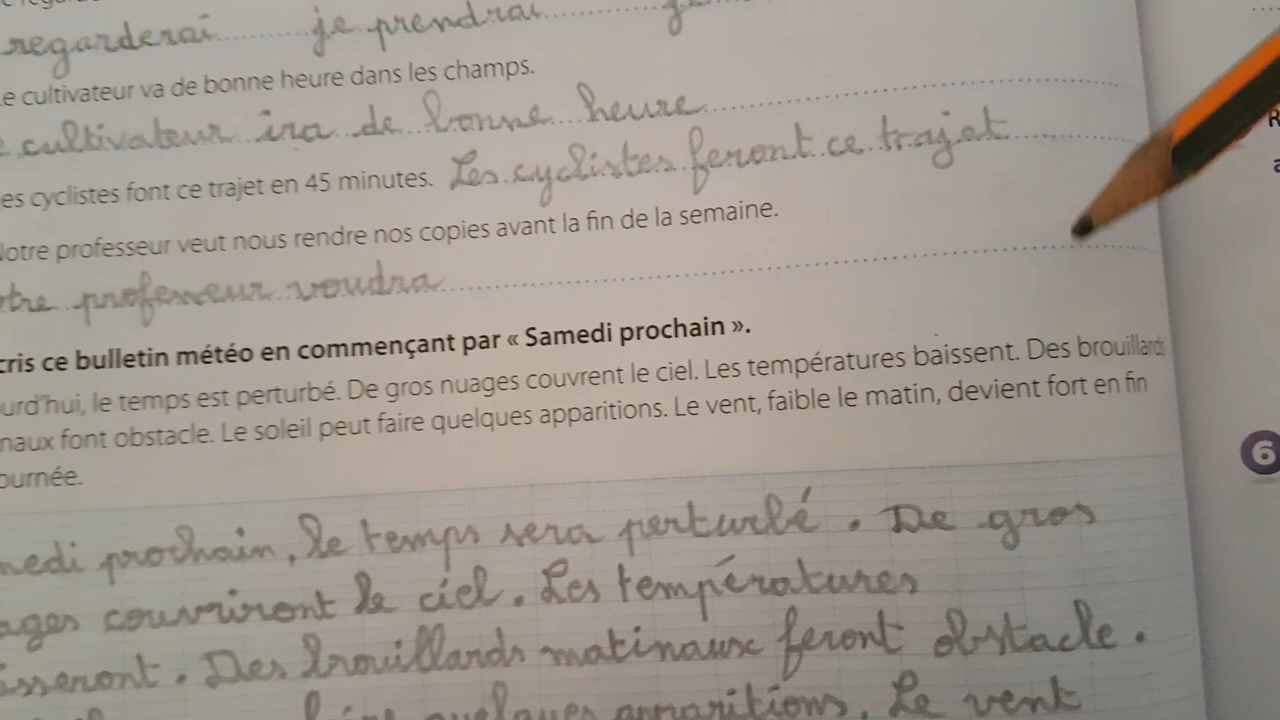 regarderai je prendrai
Le cultivateur va de bonne heure dans les champs.
cultivateur ira de bonne heure
es cyclistes font ce trajet en 45 minutes. Les cyclistes feront ce trajet
Notre professeur veut nous rendre nos copies avant la fin de la semaine.
otre professeur voudra
cris ce bulletin météo en commençant par « Samedi prochain ».
urd'hui, le temps est perturbé. De gros nuages couvrent le ciel. Les températures baissent. Des brouillards
naux font obstacle. Le soleil peut faire quelques apparitions. Le vent, faible le matin, devient fort en fin
ournée.
6
medi prochain, le temps sera perturbé. De gros
ages couvriront le ciel. Les températures
isseront. Des brouillards matinaux feront obstacle.
quelques apparitions. Le vent